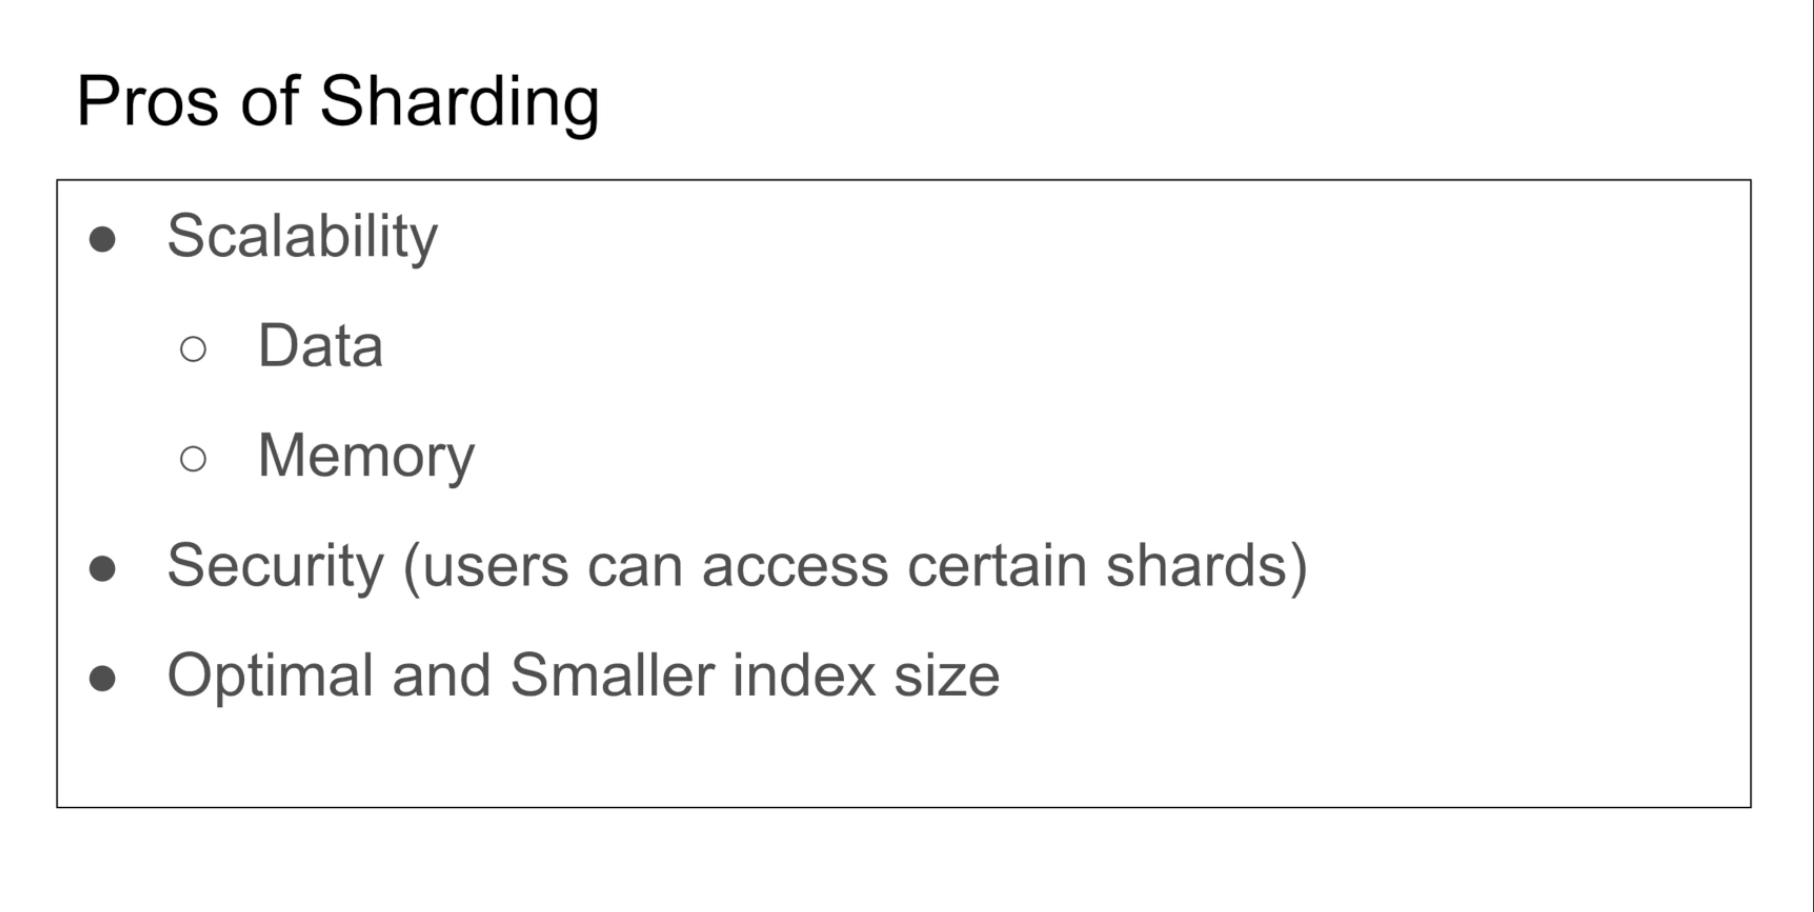 Pros of Sharding
● Scalability
○ Data
○ Memory
● Security (users can access certain shards)
● Optimal and Smaller index size